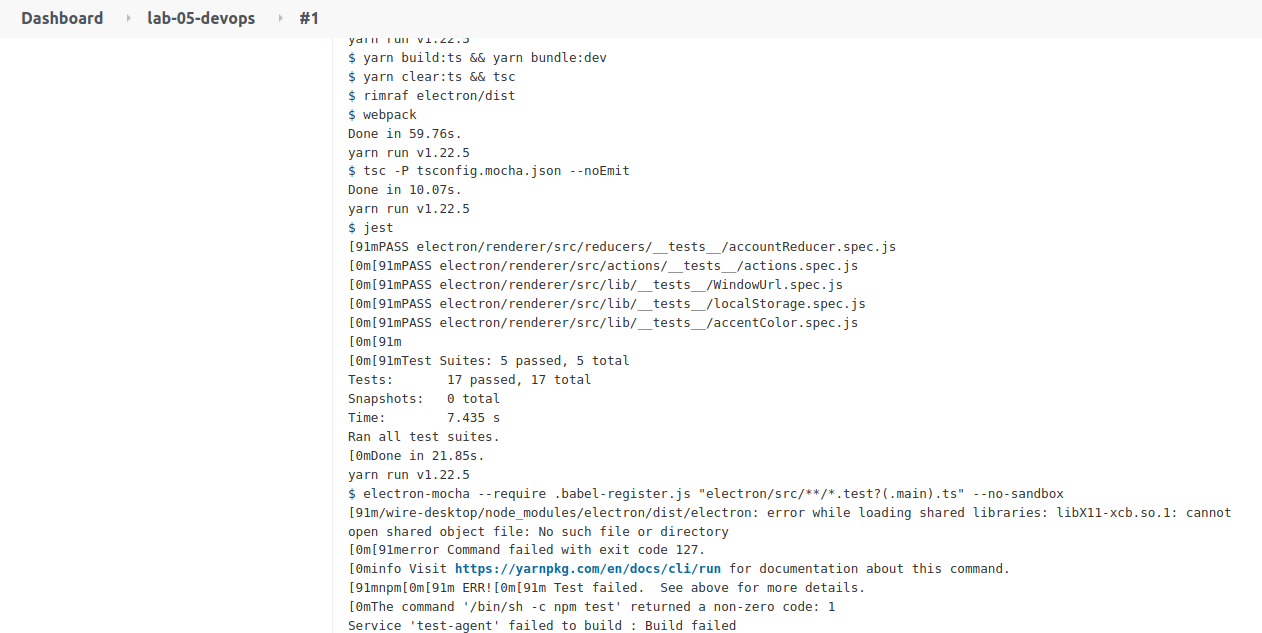 Dashboard lab-05-devops #1
yarn run v1.22.5
$ yarn build:ts && yarn bundle:dev
$ yarn clear:ts && tsc
$ rimraf electron/dist
$ webpack
Done in 59.76s.
yarn run v1.22.5
$ tsc -P tsconfig.mocha.json --noEmit
Done in 10.07s.
yarn run v1.22.5
$ jest
[91mPASS electron/renderer/src/reducers/__tests__/accountReducer.spec.js
[0m[91mPASS electron/renderer/src/actions/__tests__/actions.spec.js
[0m[91mPASS electron/renderer/src/lib/__tests__/WindowUrl.spec.js
[0m[91mPASS electron/renderer/src/lib/__tests__/localStorage.spec.js
[0m[91mPASS electron/renderer/src/lib/__tests__/accentColor.spec.js
[0m[91m
[0m[91mTest Suites: 5 passed, 5 total
Tests:       17 passed, 17 total
Snapshots:   0 total
Time:        7.435 s
Ran all test suites.
[0mDone in 21.85s.
yarn run v1.22.5
$ electron-mocha --require .babel-register.js "electron/src/**/*.test?(.main).ts" --no-sandbox
[91m/wire-desktop/node_modules/electron/dist/electron: error while loading shared libraries: libX11-xcb.so.1: cannot
open shared object file: No such file or directory
[0m[91merror Command failed with exit code 127.
[0minfo Visit https://yarnpkg.com/en/docs/cli/run for documentation about this command.
[91mnpm[0m[91m ERR![0m[91m Test failed.  See above for more details.
[0mThe command '/bin/sh -c npm test' returned a non-zero code: 1
Service 'test-agent' failed to build : Build failed